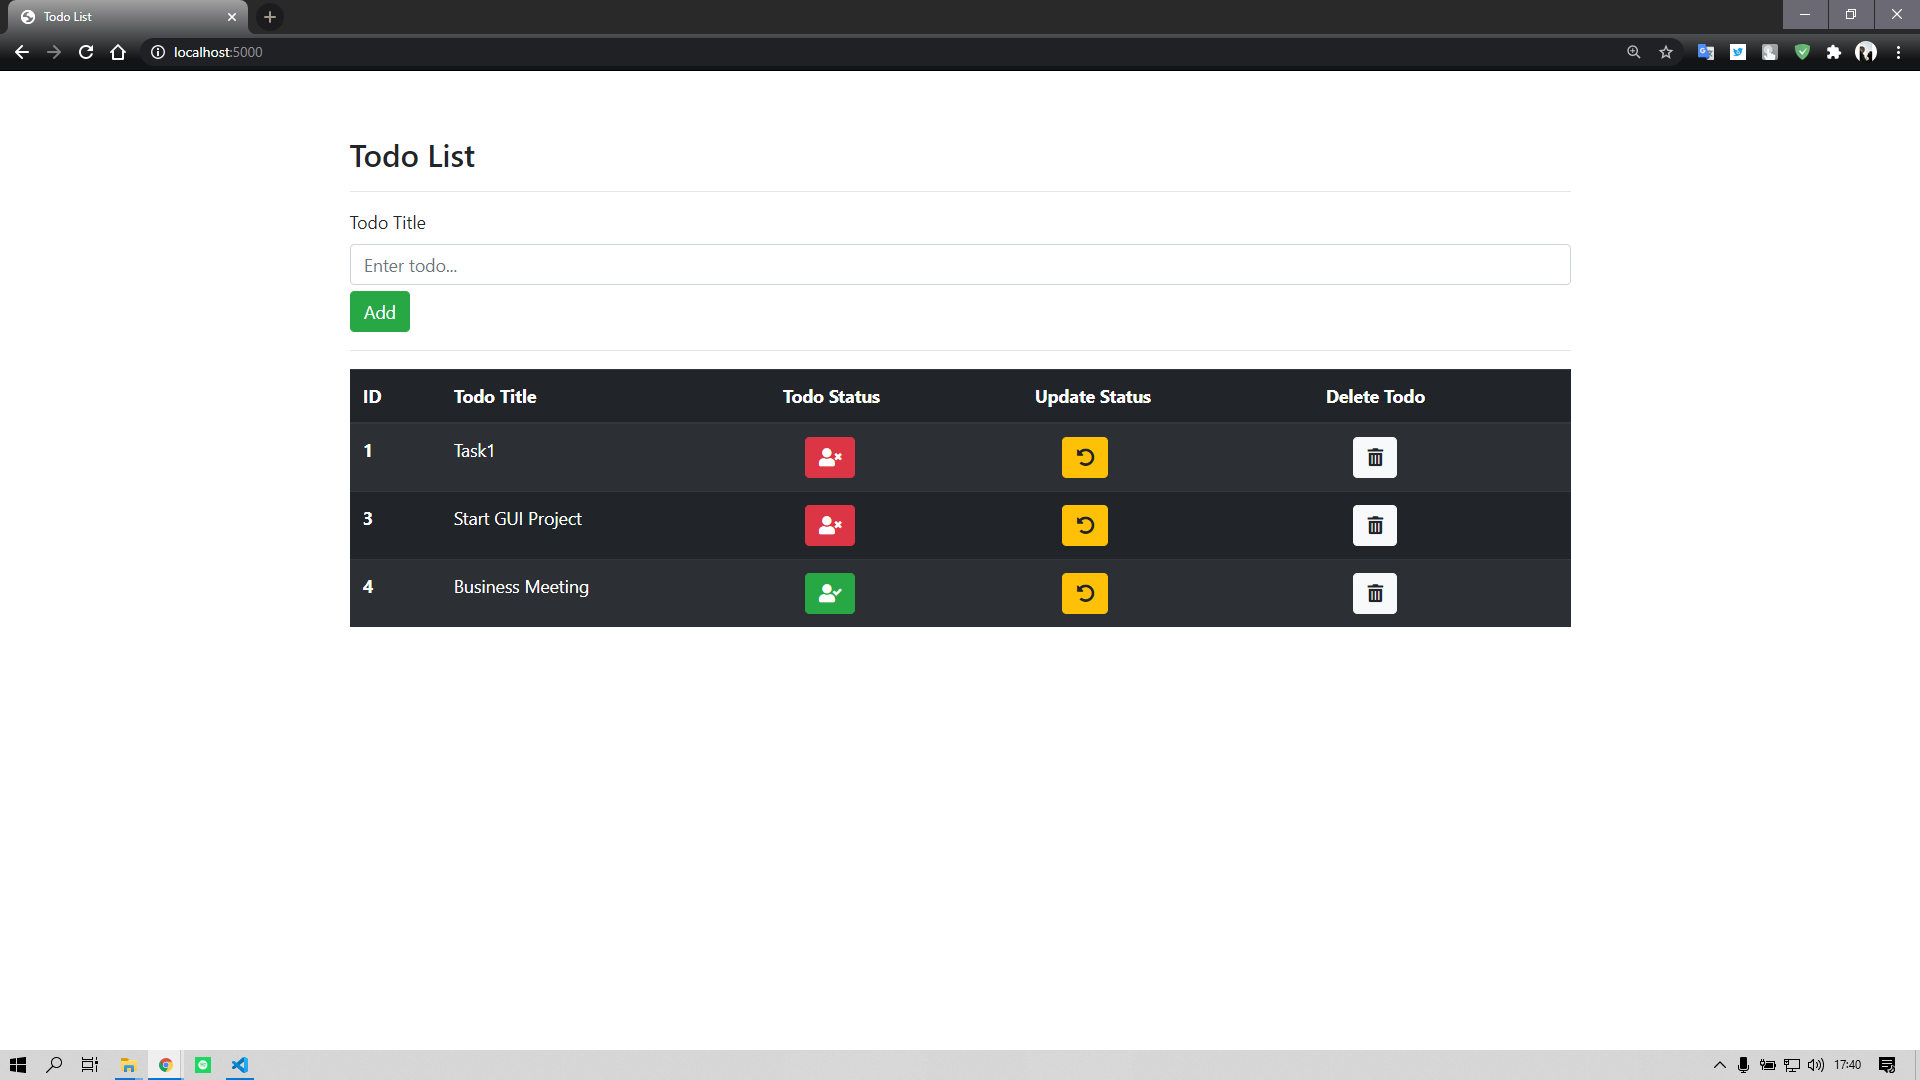 Todo List
localhost:5000
Todo List
Todo Title
Enter todo...
Add
ID Todo Title Todo Status Update Status Delete Todo
1 Task1
3 Start GUI Project
4 Business Meeting
17:40